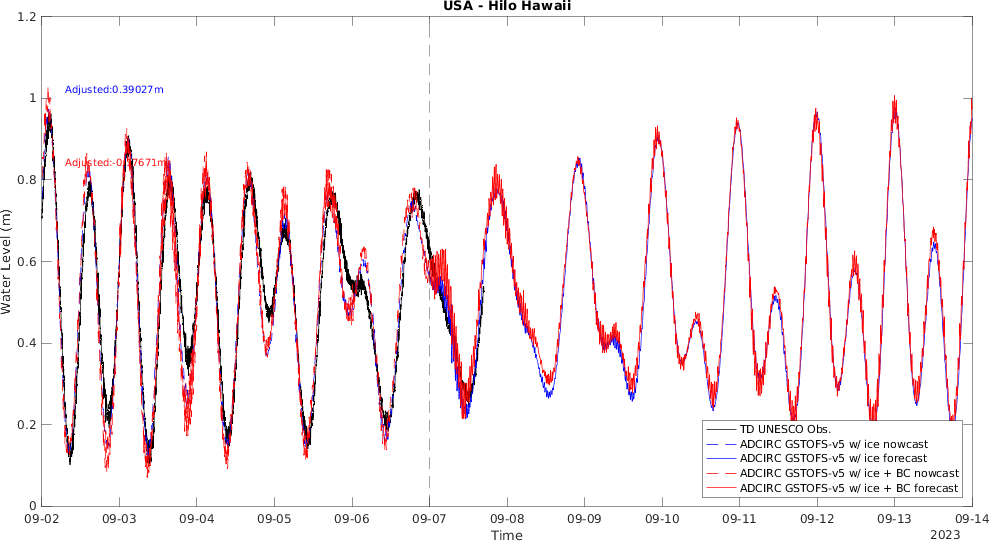 USA - Hilo Hawaii
1.2
1
0.8
0.6
0.4
0.2
0
Water Level (m)
Adjusted:0.39027m
TD UNESCO Obs.
ADCIRC GSTOFS-v5 w/ ice nowcast
ADCIRC GSTOFS-v5 w/ ice forecast
ADCIRC GSTOFS-v5 w/ ice + BC nowcast
ADCIRC GSTOFS-v5 w/ ice + BC forecast
09-02 09-03 09-04 09-05 09-06 09-07 09-08 09-09 09-10 09-11 09-12 09-13 09-14
Time
2023